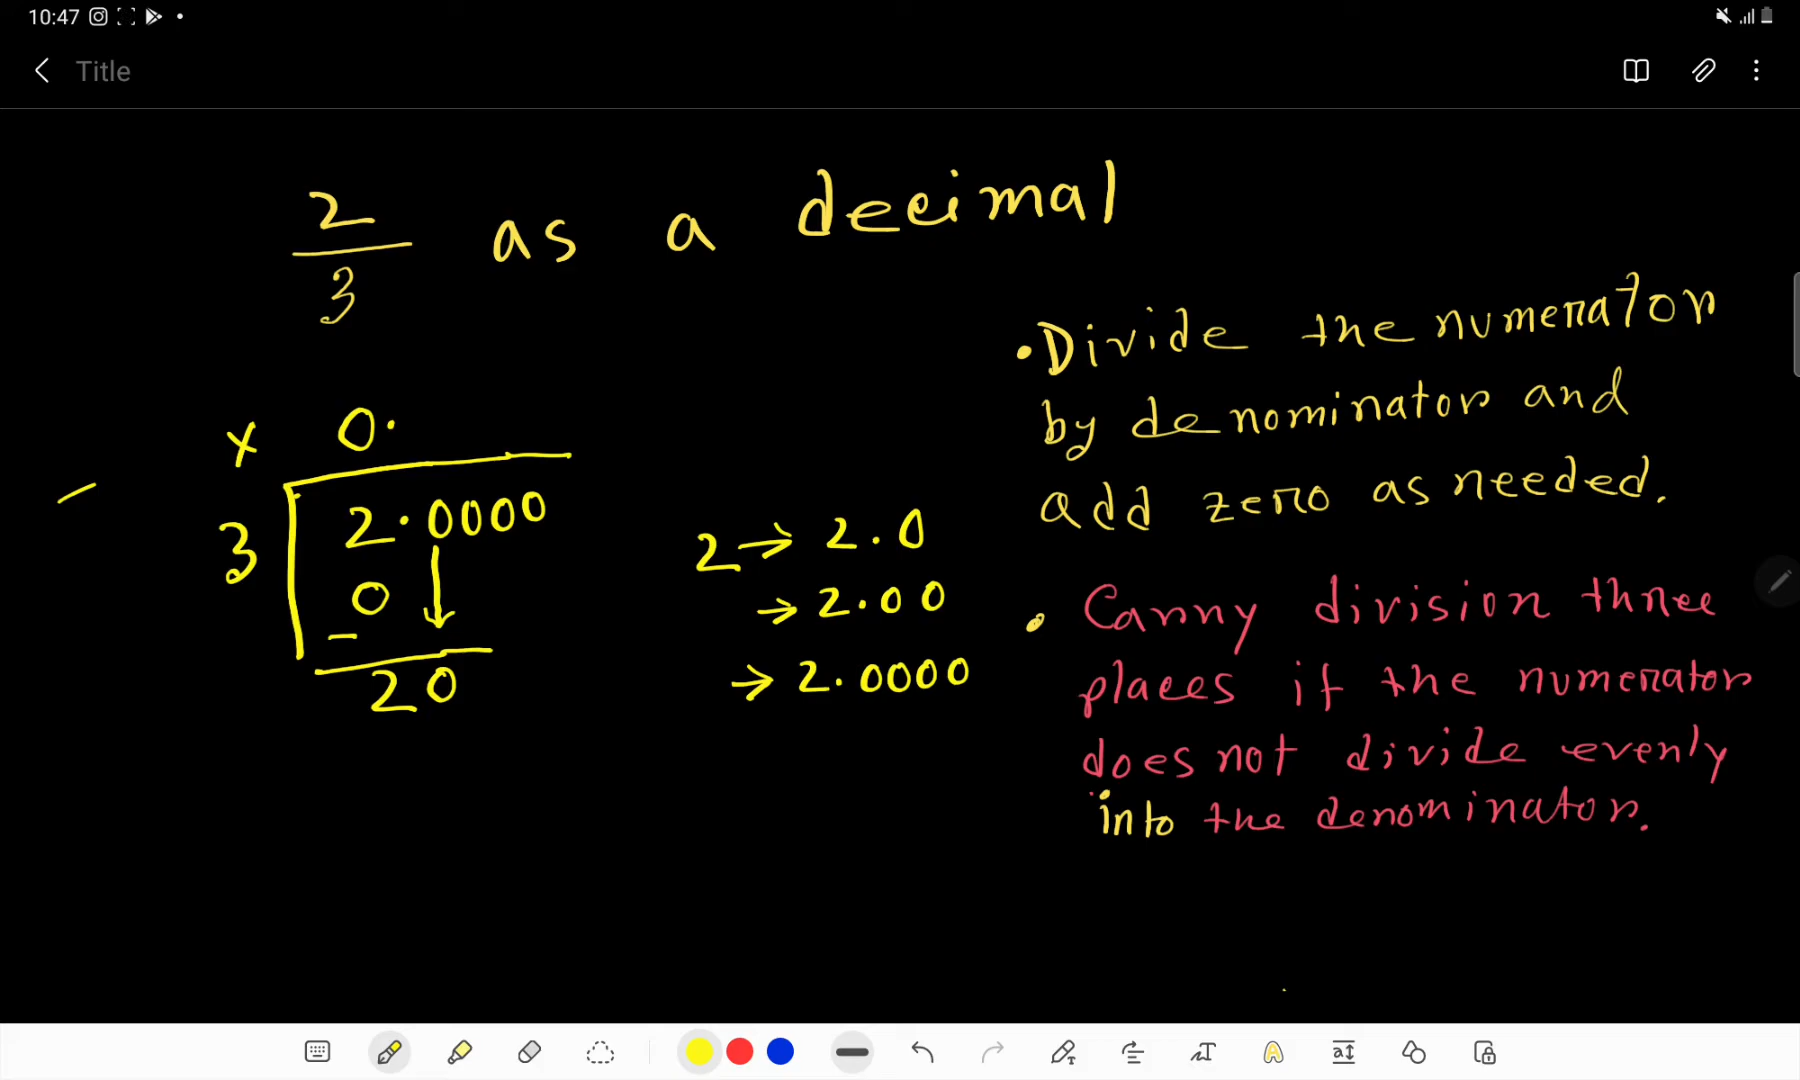 10:47
Title
2/3 as a decimal
• Divide the numerator
by denominator and
add zero as needed.
x 0.
3 2.0000
0
–
20
2 → 2.0
→ 2.00
→ 2.0000
• Carry division three
places if the numerator
does not divide evenly
into the denominator.